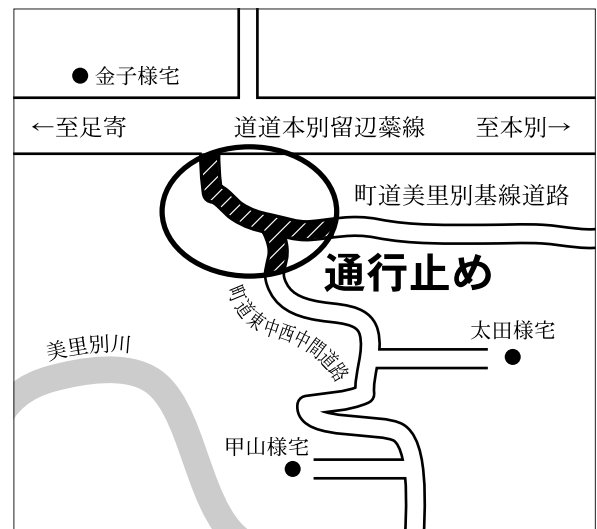 金子様宅
←至足寄
道道本別留辺蘂線
至本別→
町道美里別基線道路
通行止め
町道東中西中間道路
太田様宅
美里別川
甲山様宅